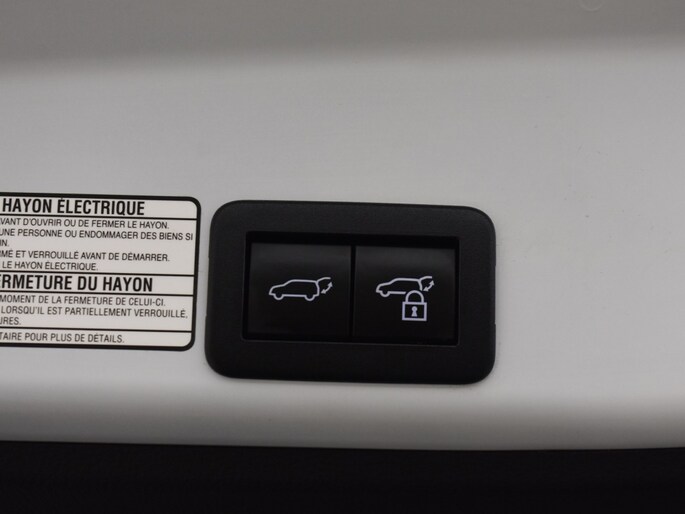 HAYON ÉLECTRIQUE
VANT D'OUVRIR OU DE FERMER LE HAYON.
UNE PERSONNE OU ENDOMMAGER DES BIENS SI
IN.
MÉ ET VERROUILLÉ AVANT DE DÉMARRER.
LE HAYON ÉLECTRIQUE.
ERMETURE DU HAYON
MOMENT DE LA FERMETURE DE CELUI-CI.
LORSQU'IL EST PARTIELLEMENT VERROUILLÉ,
URES.
TAIRE POUR PLUS DE DÉTAILS.